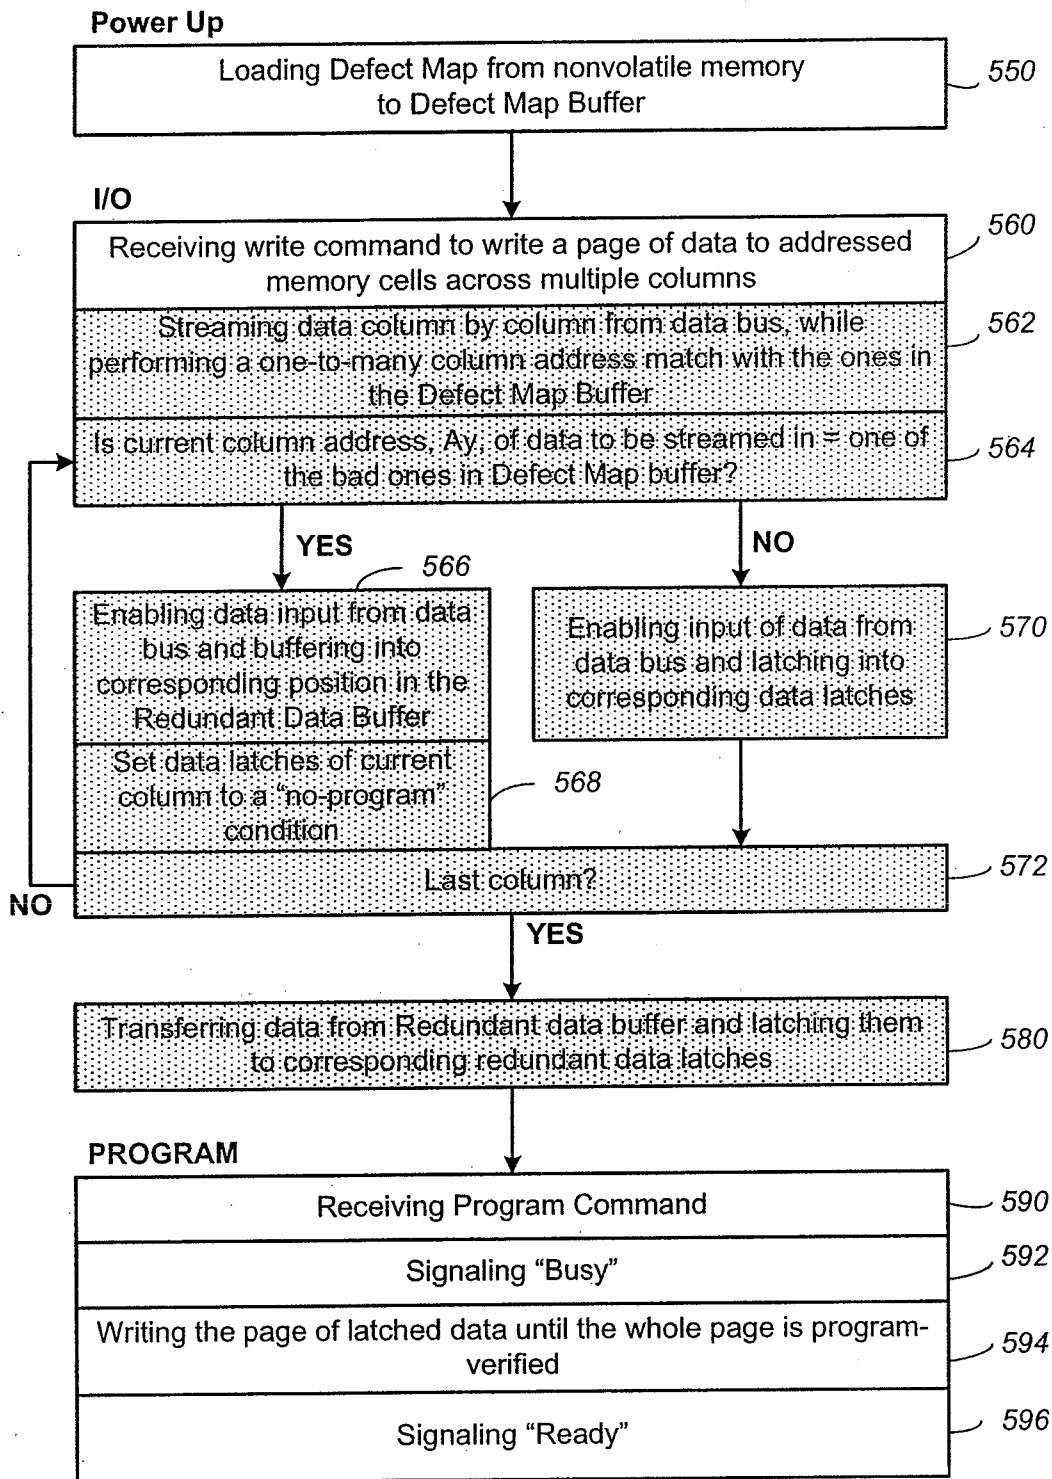 Power Up
Loading Defect Map from nonvolatile memory
to Defect Map Buffer
550
I/O
Receiving write command to write a page of data to addressed
memory cells across multiple columns
560
Streaming data column by column from data bus, while
performing a one-to-many column address match with the ones in
the Defect Map Buffer
562
Is current column address, Ay, of data to be streamed in = one of
the bad ones in Defect Map buffer?
564
YES
NO
566
Enabling data input from data
bus and buffering into
corresponding position in the
Redundant Data Buffer
Enabling input of data from
data bus and latching into
corresponding data latches
570
Set data latches of current
column to a “no-program”
condition
568
Last column?
572
NO
YES
Transferring data from Redundant data buffer and latching them
to corresponding redundant data latches
580
PROGRAM
Receiving Program Command
590
Signaling “Busy”
592
Writing the page of latched data until the whole page is program-
verified
594
Signaling “Ready”
596